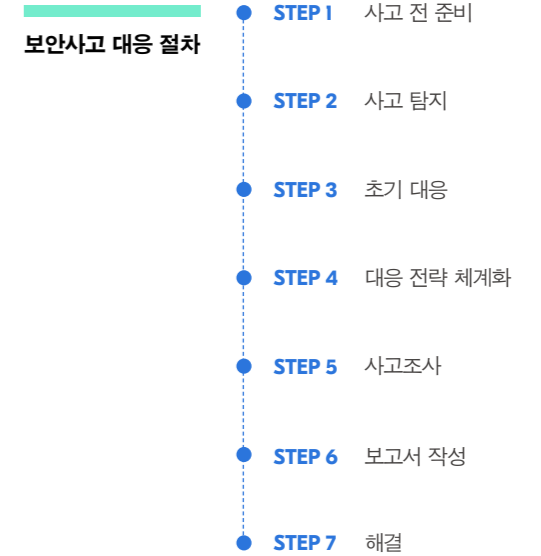 보안사고 대응 절차
STEP 1 사고 전 준비
STEP 2 사고 탐지
STEP 3 초기 대응
STEP 4 대응 전략 체계화
STEP 5 사고조사
STEP 6 보고서 작성
STEP 7 해결